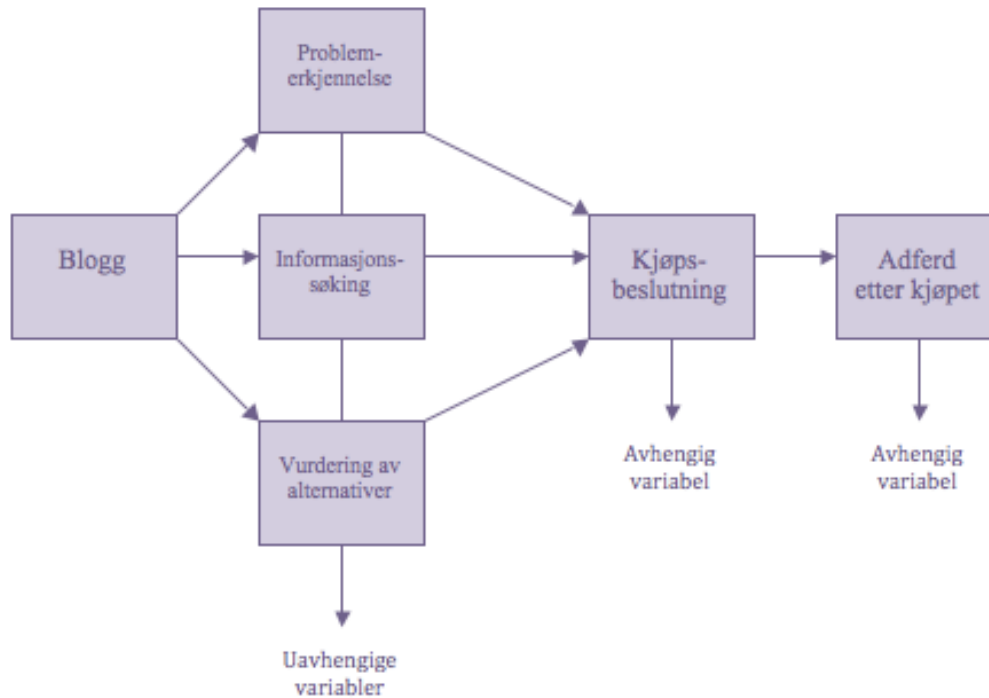 Problem-
erkjennelse
Blogg
Informasjons-
søking
Kjøps-
beslutning
Adferd
etter kjøpet
Vurdering av
alternativer
Avhengig
variabel
Avhengig
variabel
Uavhengige
variabler